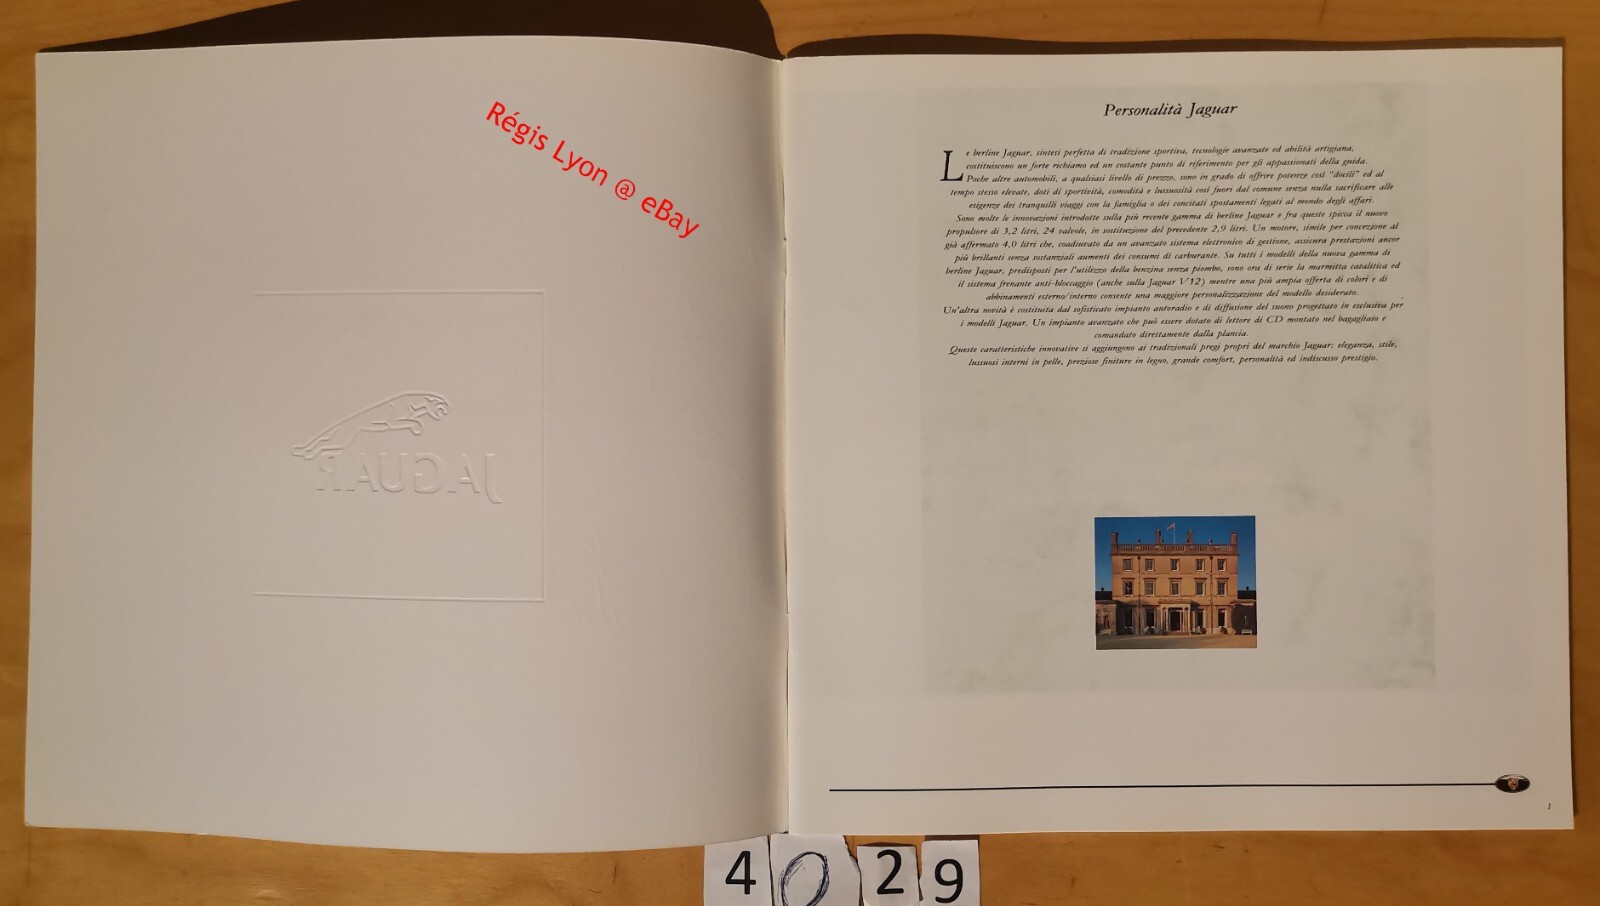 Régis Lyon @ eBay
JAGUAR
Personalità Jaguar
Le berline Jaguar, sintesi perfetta di tradizione sportiva, tecnologie avanzate ed abilità artigiana,
costituiscono un forte richiamo ed un costante punto di riferimento per gli appassionati della guida.
Poche altre automobili, a qualsiasi livello di prezzo, sono in grado di offrire potenze così "docili" ed al
tempo stesso elevate, doti di sportività, comodità e lussuosità così fuori dal comune senza nulla sacrificare alle
esigenze dei tranquilli viaggi con la famiglia o dei concitati spostamenti legati al mondo degli affari.
Sono molte le innovazioni introdotte sulla più recente gamma di berline Jaguar e fra queste spicca il nuovo
propulsore di 3,2 litri, 24 valvole, in sostituzione del precedente 2,9 litri. Un motore, simile per concezione al
già affermato 4,0 litri che, coadiuvato da un avanzato sistema elettronico di gestione, assicura prestazioni ancor
più brillanti senza sostanziali aumenti dei consumi di carburante. Su tutti i modelli della nuova gamma di
berline Jaguar, predisposti per l'utilizzo della benzina senza piombo, sono ora di serie la marmitta catalitica ed
il sistema frenante anti-bloccaggio (anche sulla Jaguar V12) mentre una più ampia offerta di colori e di
abbinamenti esterno/interno consente una maggiore personalizzazione del modello desiderato.
Un'altra novità è costituita dal sofisticato impianto autoradio e di diffusione del suono progettato in esclusiva per
i modelli Jaguar. Un impianto avanzato che può essere dotato di lettore di CD montato nel bagagliaio e
comandato direttamente dalla plancia.
Queste caratteristiche innovative si aggiungono ai tradizionali pregi propri del marchio Jaguar: eleganza, stile,
lussuosi interni in pelle, preziose finiture in legno, grande comfort, personalità ed indiscusso prestigio.
1
4029